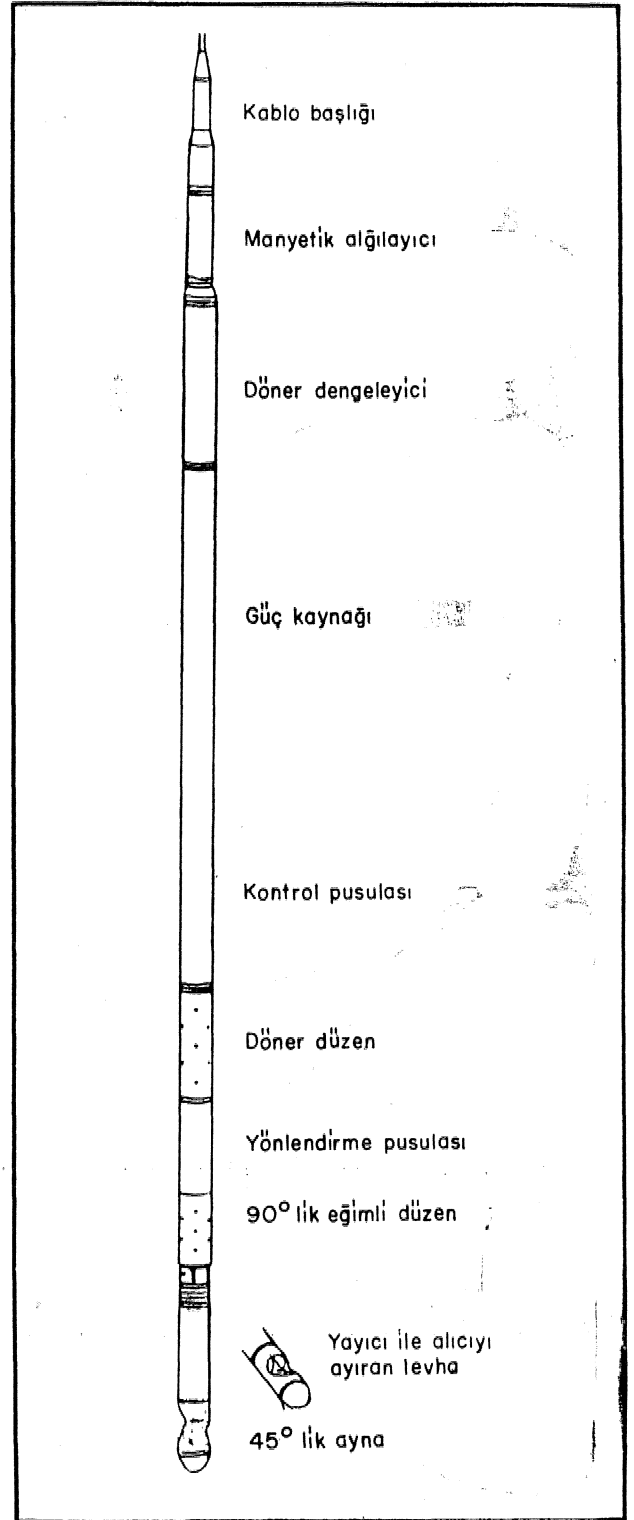 Kablo başlığı
Manyetik alğılayıcı
Döner dengeleyici
Güç kaynağı
Kontrol pusulası
Döner düzen
Yönlendirme pusulası
90° lik eğimli düzen
Yayıcı ile alıcıyı
ayıran levha
45° lik ayna